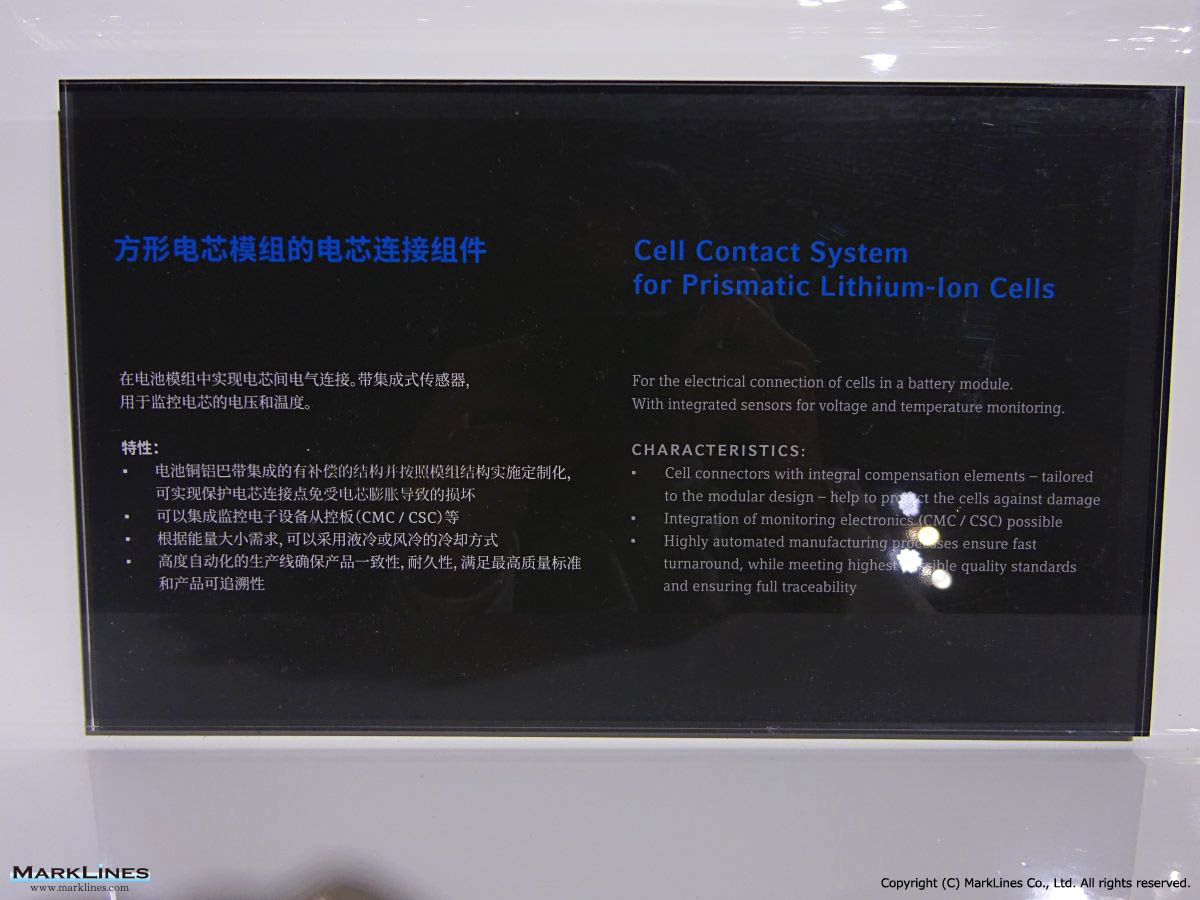 方形电芯模组的电芯连接组件
在电池模组中实现电芯间电气连接。带集成式传感器,
用于监控电芯的电压和温度。
特性:
▪ 电池铜铝巴带集成的有补偿的结构并按照模组结构实施定制化,
可实现保护电芯连接点免受电芯膨胀导致的损坏
▪ 可以集成监控电子设备从控板(CMC / CSC)等
▪ 根据能量大小需求, 可以采用液冷或风冷的冷却方式
▪ 高度自动化的生产线确保产品一致性, 耐久性, 满足最高质量标准
和产品可追溯性
Cell Contact System
for Prismatic Lithium-Ion Cells
For the electrical connection of cells in a battery module.
With integrated sensors for voltage and temperature monitoring.
CHARACTERISTICS:
▪ Cell connectors with integral compensation elements – tailored
to the modular design – help to protect the cells against damage
▪ Integration of monitoring electronics (CMC / CSC) possible
▪ Highly automated manufacturing processes ensure fast
turnaround, while meeting highest possible quality standards
and ensuring full traceability
MARKLINES
www.marklines.com
Copyright (C) MarkLines Co., Ltd. All rights reserved.